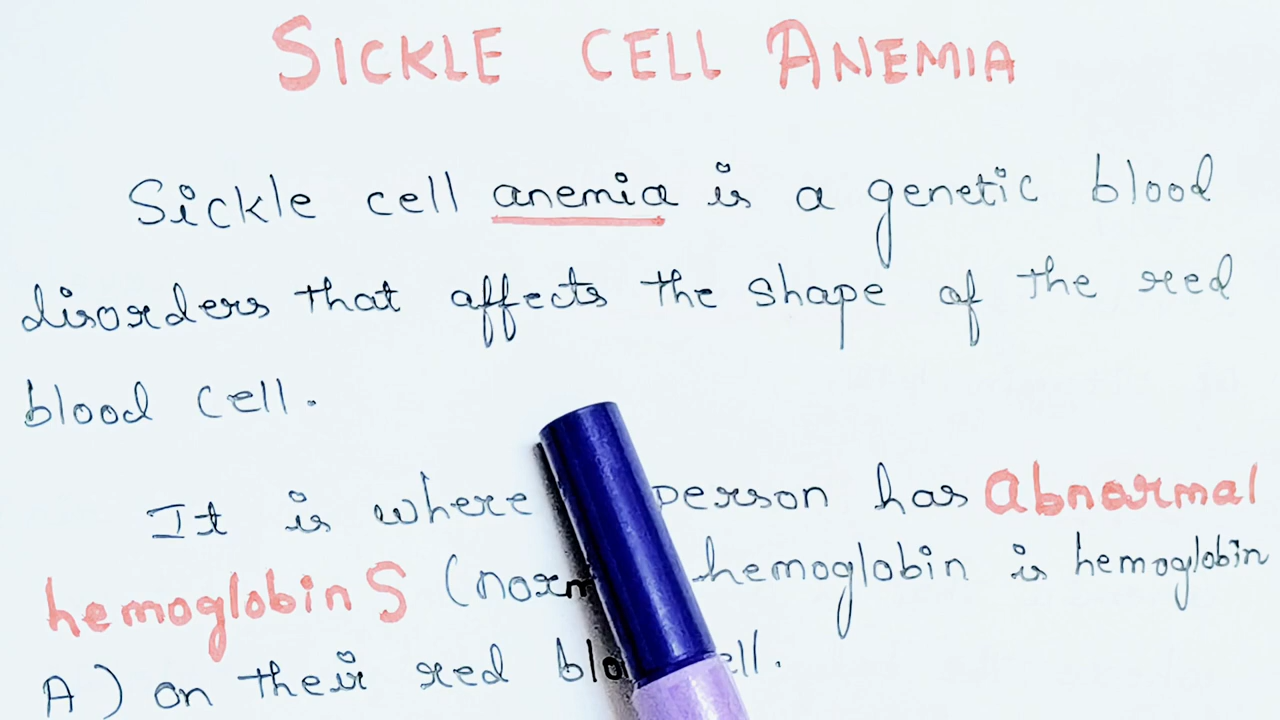 SICKLE CELL ANEMIA
Sickle cell anemia is a genetic blood
disorders that affects the shape of the red
blood cell.
It is where person has Abnormal
hemoglobin S (norm hemoglobin is hemoglobin
A) on their red blo ell.